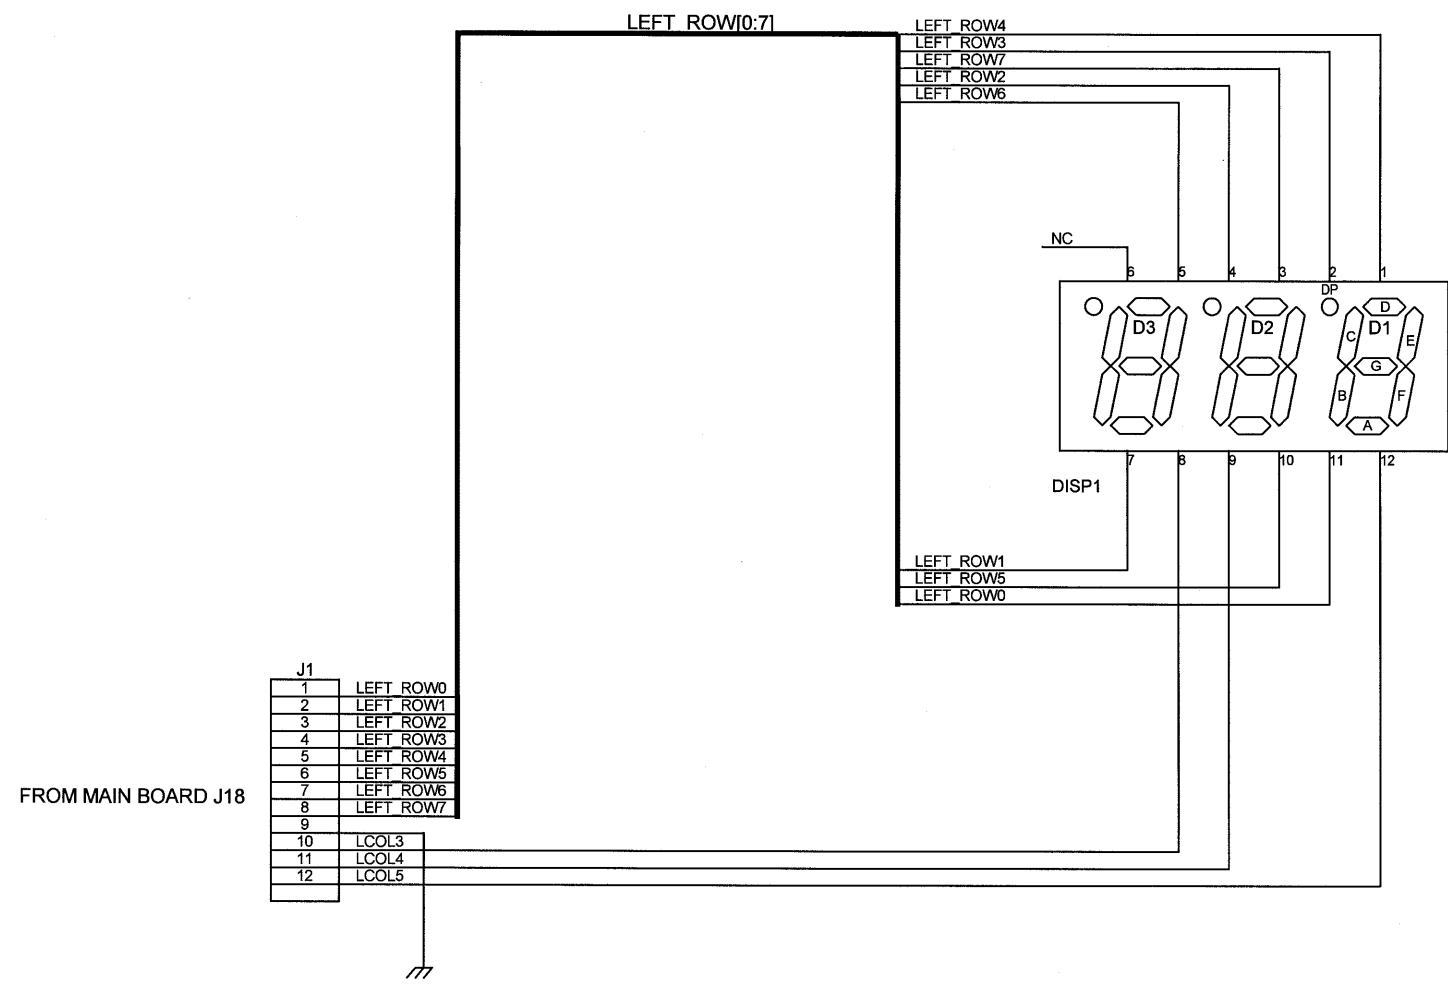 LEFT_ROW[0:7]
LEFT_ROW4
LEFT_ROW3
LEFT_ROW7
LEFT_ROW2
LEFT_ROW6
NC
6 5 4 3 2 1
DP
D3 D2 D1
D
C E
G
B F
A
7 8 9 10 11 12
DISP1
LEFT_ROW1
LEFT_ROW5
LEFT_ROW0
J1
1 LEFT_ROW0
2 LEFT_ROW1
3 LEFT_ROW2
4 LEFT_ROW3
5 LEFT_ROW4
6 LEFT_ROW5
7 LEFT_ROW6
8 LEFT_ROW7
9
10 LCOL3
11 LCOL4
12 LCOL5
FROM MAIN BOARD J18